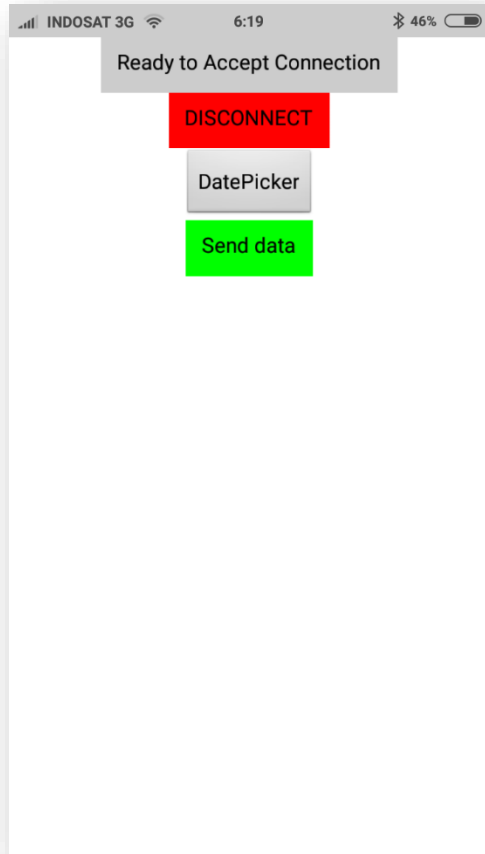 INDOSAT 3G 6:19 46%
Ready to Accept Connection
DISCONNECT
DatePicker
Send data